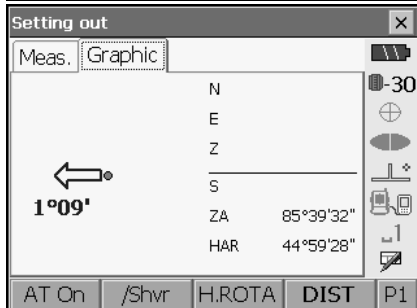 Setting out
Meas. Graphic
-30
N
E
Z
1°09'
S
ZA 85°39'32"
HAR 44°59'28"
1
AT On /Shvr H.ROTA DIST P1